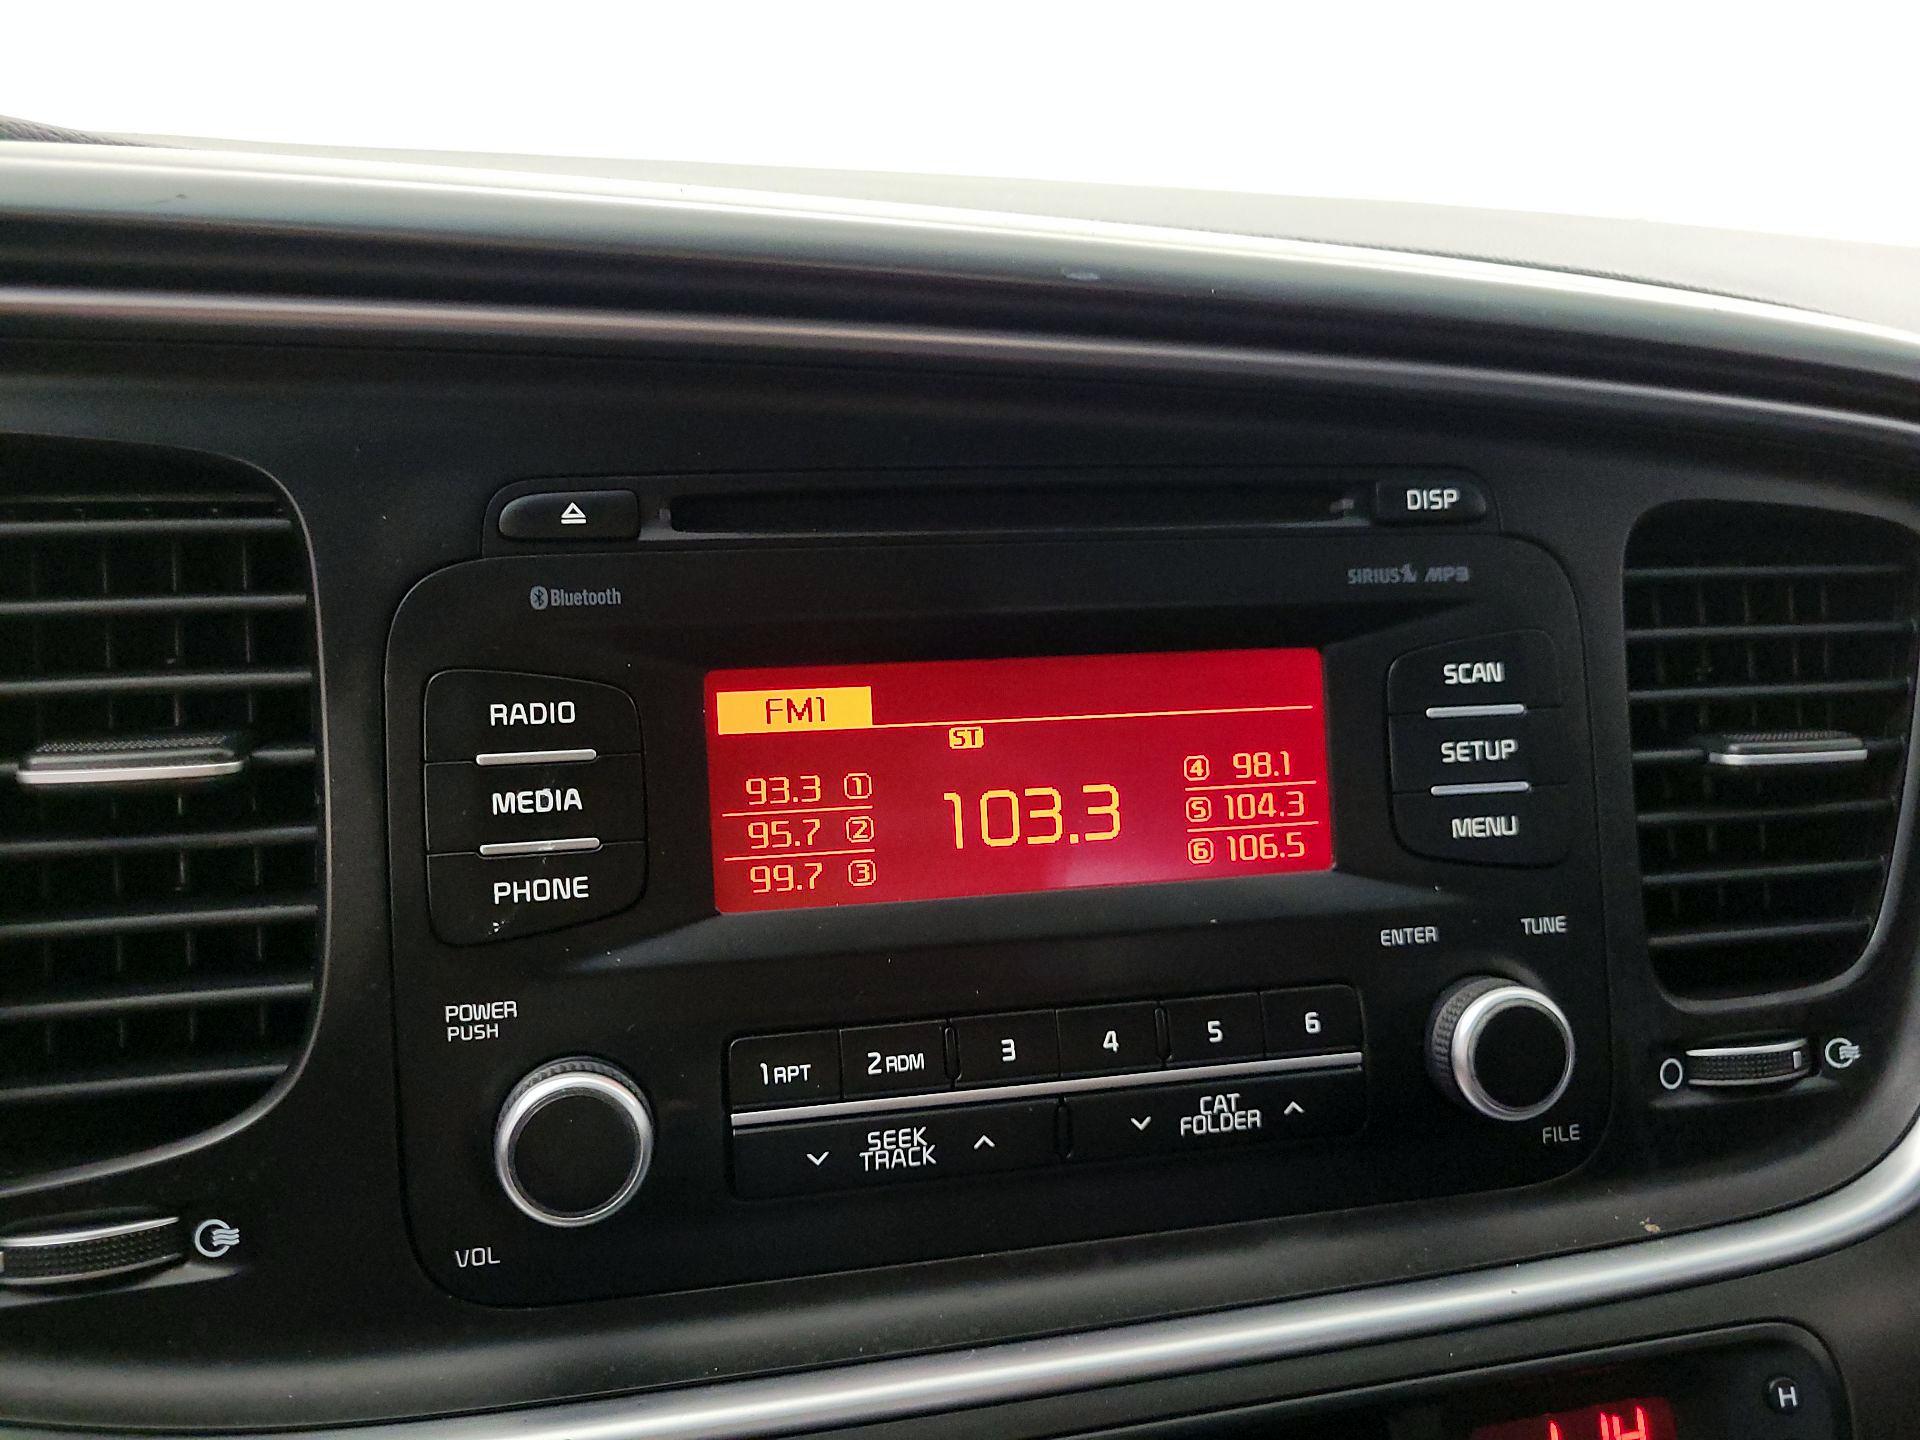 DISP
Bluetooth
SIRIUS MP3
RADIO
MEDIA
PHONE
FM1
ST
93.3 1
95.7 2
99.7 3
103.3
4 98.1
5 104.3
6 106.5
SCAN
SETUP
MENU
ENTER
TUNE
FILE
POWER
PUSH
VOL
1 RPT 2 RDM 3 4 5 6
SEEK
TRACK
CAT
FOLDER
H